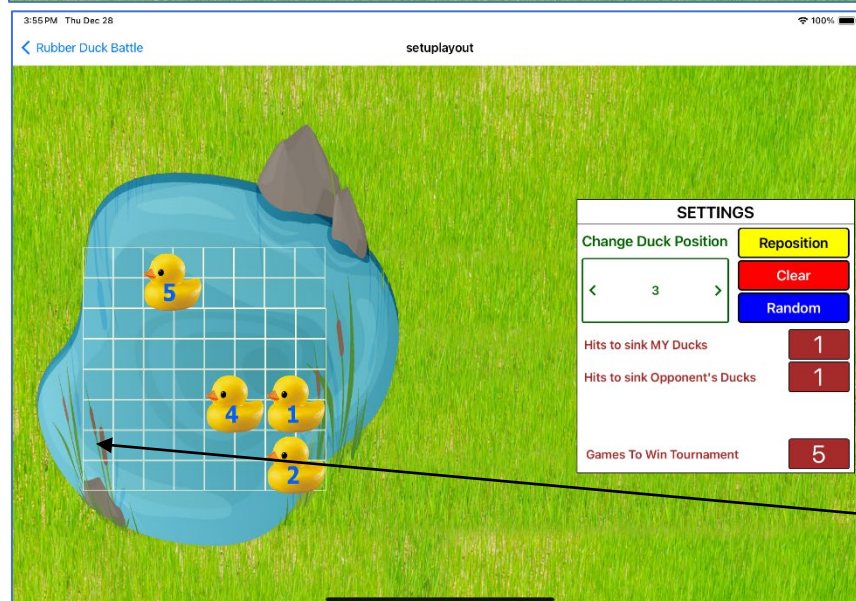 3:55 PM Thu Dec 28
100%
Rubber Duck Battle
setuplayout
SETTINGS
Change Duck Position
Reposition
< 3 >
Clear
Random
5
Hits to sink MY Ducks 1
Hits to sink Opponent's Ducks 1
4 1
2
Games To Win Tournament 5